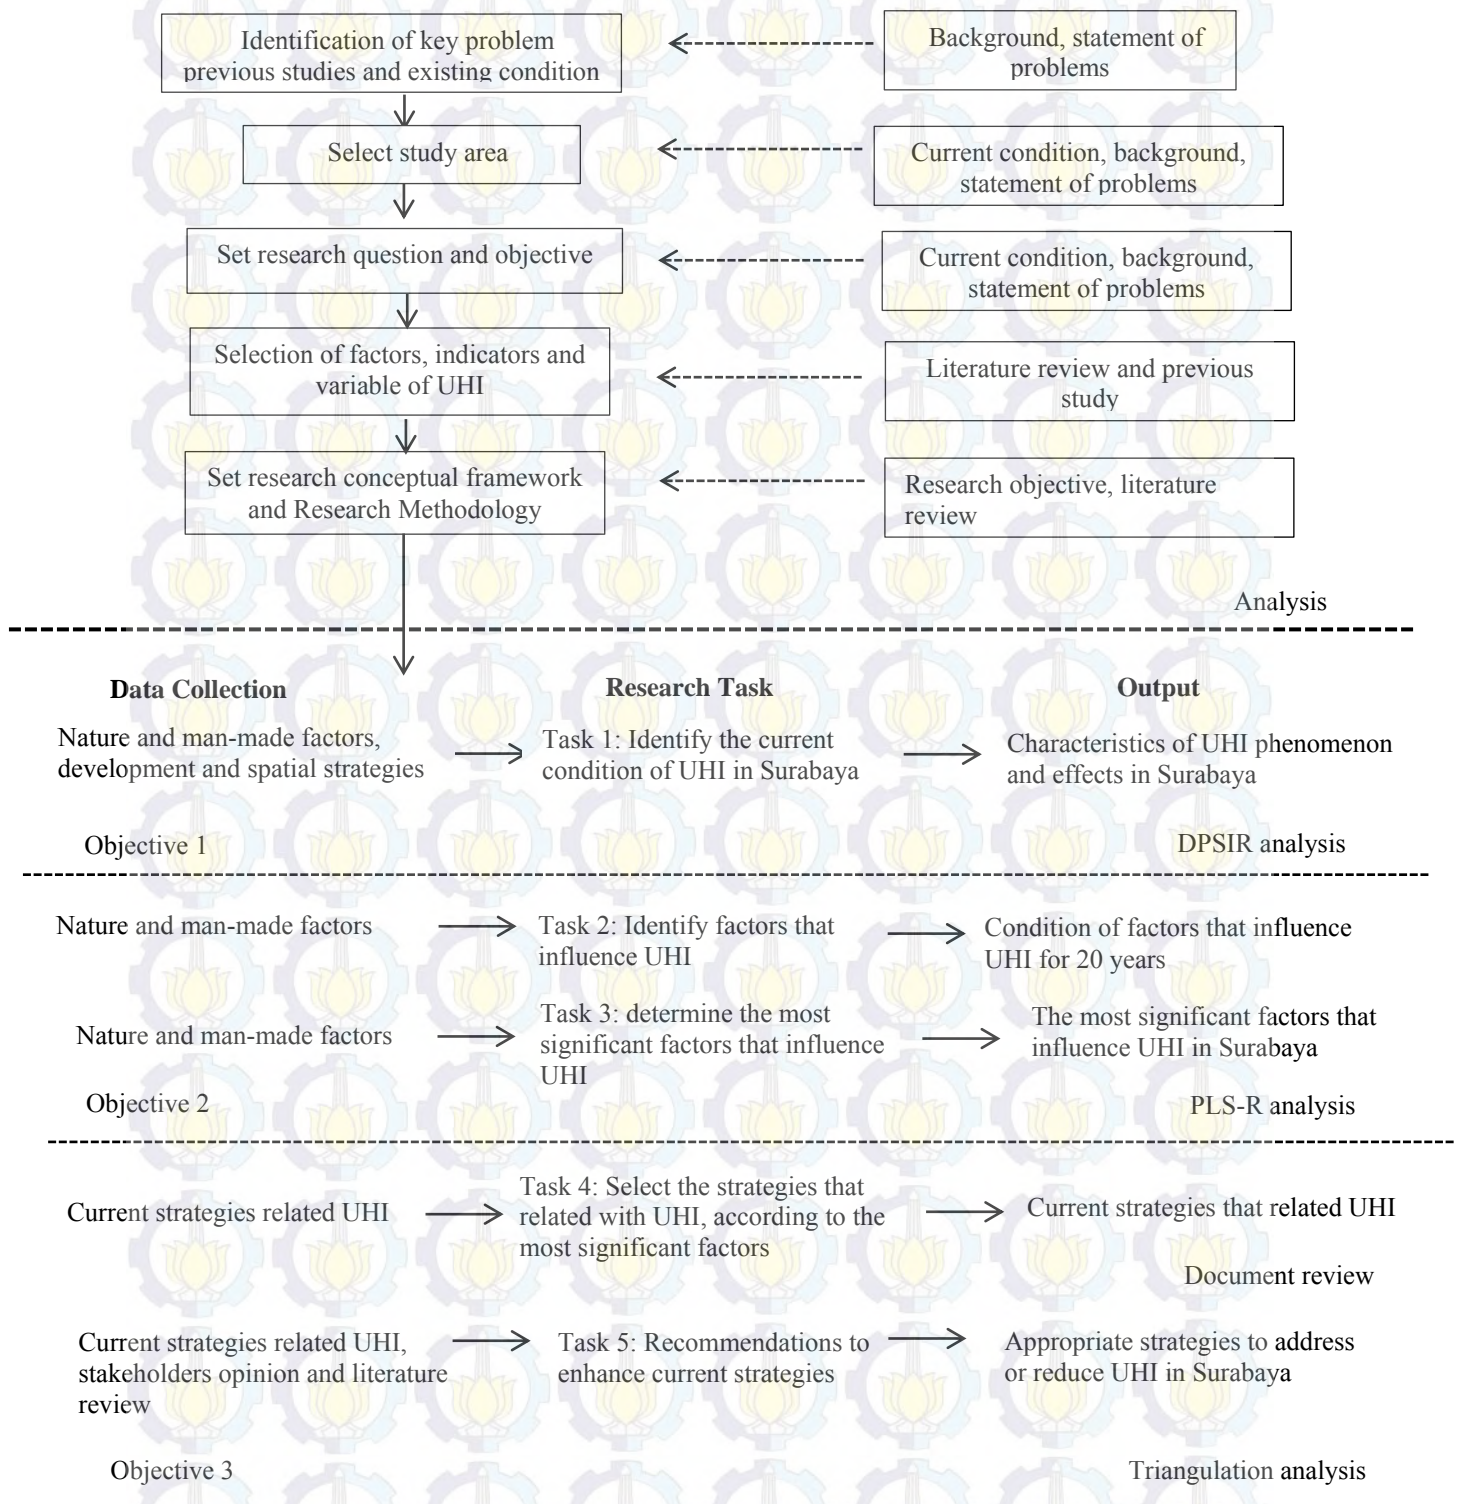 Identification of key problem
previous studies and existing condition
Background, statement of
problems
Select study area
Current condition, background,
statement of problems
Set research question and objective
Current condition, background,
statement of problems
Selection of factors, indicators and
variable of UHI
Literature review and previous
study
Set research conceptual framework
and Research Methodology
Research objective, literature
review
Analysis
Data Collection
Research Task
Output
Nature and man-made factors,
development and spatial strategies
Task 1: Identify the current
condition of UHI in Surabaya
Characteristics of UHI phenomenon
and effects in Surabaya
Objective 1
DPSIR analysis
Nature and man-made factors
Task 2: Identify factors that
influence UHI
Condition of factors that influence
UHI for 20 years
Nature and man-made factors
Task 3: determine the most
significant factors that influence
UHI
The most significant factors that
influence UHI in Surabaya
Objective 2
PLS-R analysis
Current strategies related UHI
Task 4: Select the strategies that
related with UHI, according to the
most significant factors
Current strategies that related UHI
Document review
Current strategies related UHI,
stakeholders opinion and literature
review
Task 5: Recommendations to
enhance current strategies
Appropriate strategies to address
or reduce UHI in Surabaya
Objective 3
Triangulation analysis